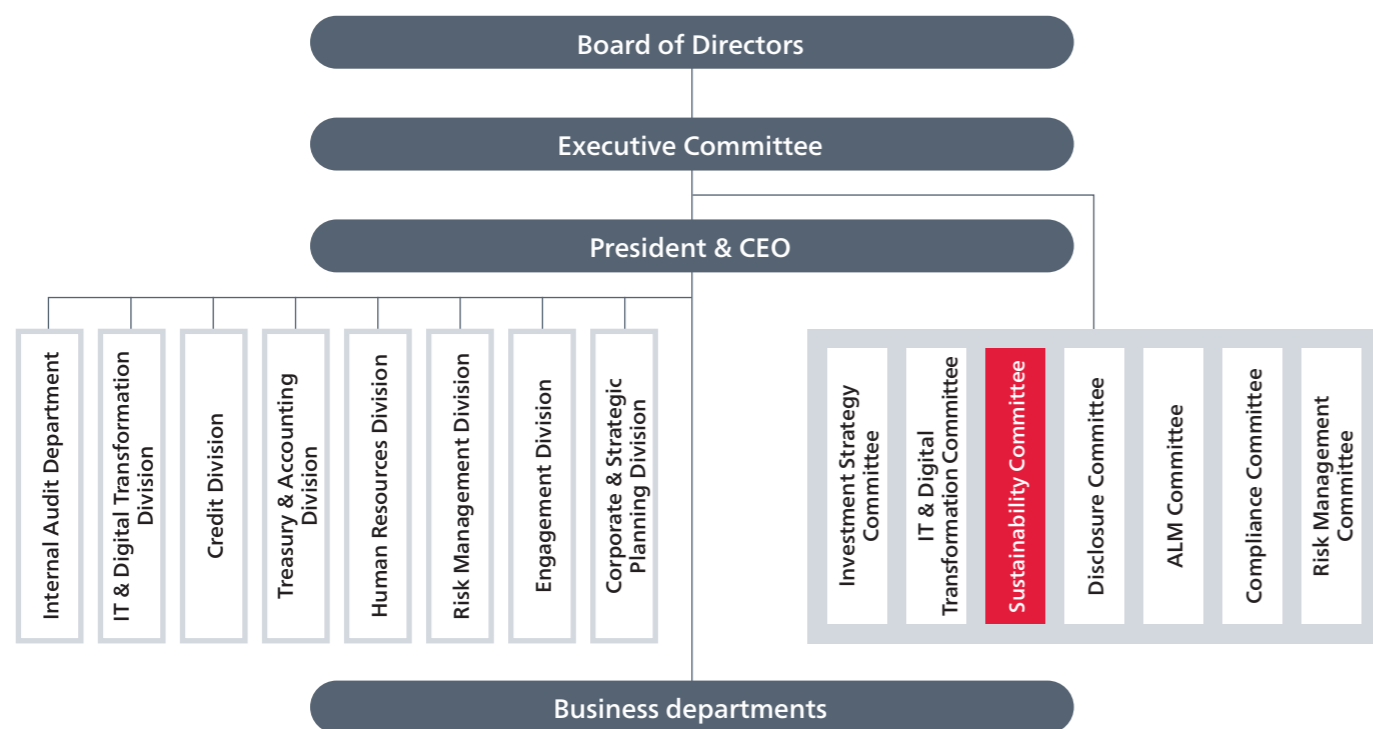 Board of Directors
Executive Committee
President & CEO
Internal Audit Department
IT & Digital Transformation
Division
Credit Division
Treasury & Accounting
Division
Human Resources Division
Risk Management Division
Engagement Division
Corporate & Strategic
Planning Division
Investment Strategy
Committee
IT & Digital
Transformation Committee
Sustainability Committee
Disclosure Committee
ALM Committee
Compliance Committee
Risk Management
Committee
Business departments